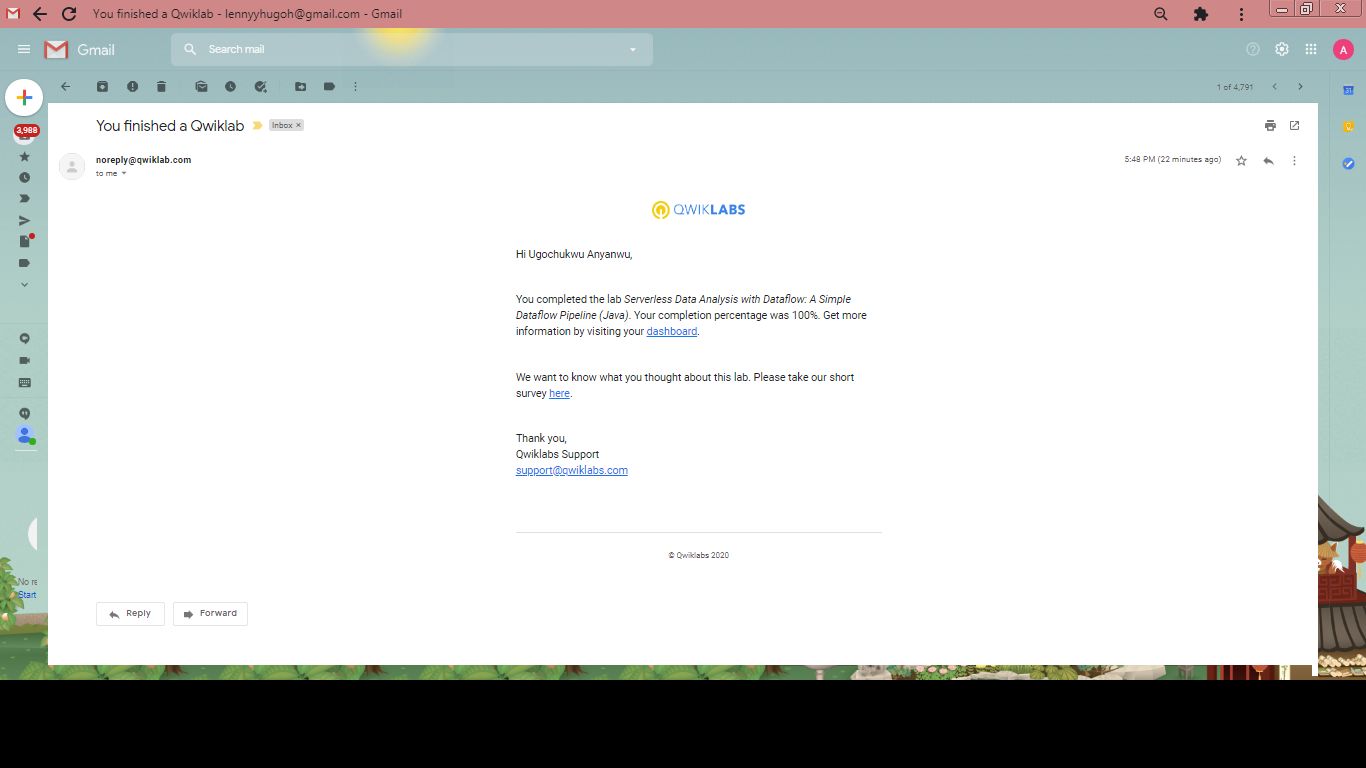 You finished a Qwiklab - lennyyhugoh@gmail.com - Gmail
Gmail
Search mail
A
1 of 4,791
3,988
You finished a Qwiklab
Inbox ×
noreply@qwiklab.com
5:48 PM (22 minutes ago)
to me
QWIKLABS
Hi Ugochukwu Anyanwu,
You completed the lab Serverless Data Analysis with Dataflow: A Simple
Dataflow Pipeline (Java). Your completion percentage was 100%. Get more
information by visiting your dashboard.
We want to know what you thought about this lab. Please take our short
survey here.
Thank you,
Qwiklabs Support
support@qwiklabs.com
© Qwiklabs 2020
No re
Start
Reply
Forward